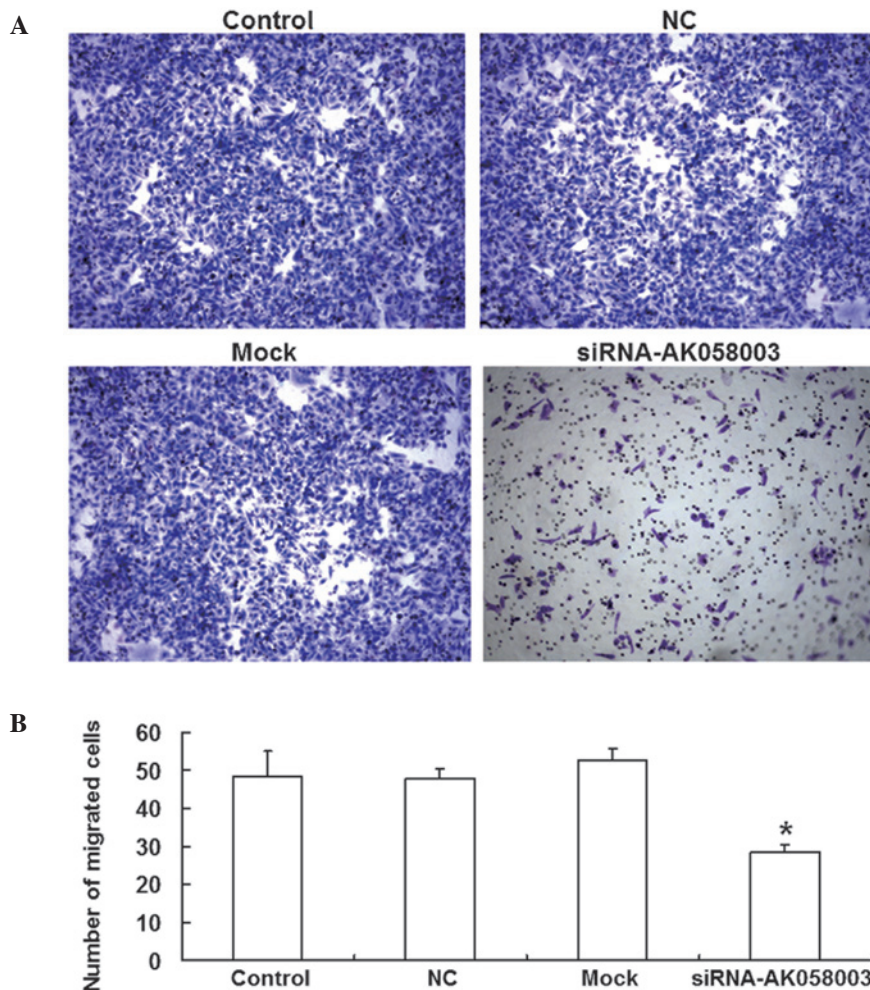 A
Control
NC
Mock
siRNA-AK058003
B
Number of migrated cells
60
50
40
30
20
10
0
*
Control
NC
Mock
siRNA-AK058003